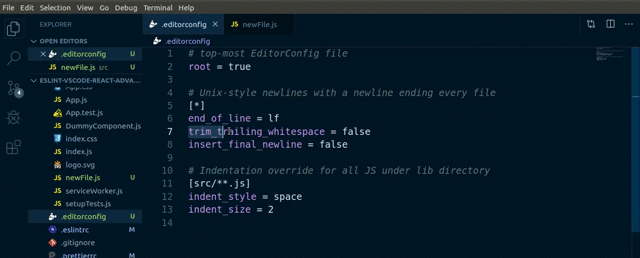 File Edit Selection View Go Debug Terminal Help
EXPLORER
OPEN EDITORS
.editorconfig U
JS newFile.js src U
ESLINT-VSCODE-REACT-ADVA...
JS App.js
JS App.test.js
JS DummyComponent.js
index.css
JS index.js
logo.svg
JS newFile.js U
JS serviceWorker.js
JS setupTests.js
.editorconfig U
.eslintrc M
.gitignore
.prettierrc M
4
.editorconfig U ×
JS newFile.js U
.editorconfig
1 # top-most EditorConfig file
2 root = true
3
4 # Unix-style newlines with a newline ending every file
5 [*]
6 end_of_line = lf
7 trim_trailing_whitespace = false
8 insert_final_newline = false
9
10 # Indentation override for all JS under lib directory
11 [src/**.js]
12 indent_style = space
13 indent_size = 2
14